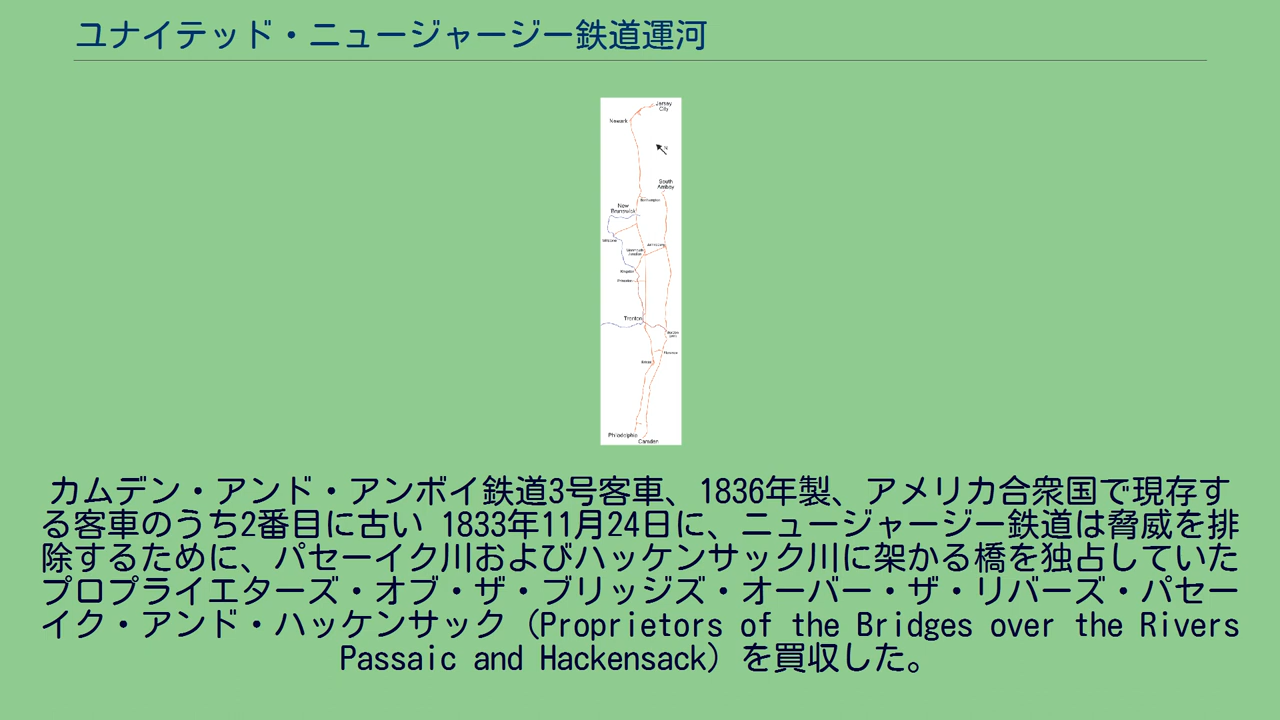 ユナイテッド・ニュージャージー鉄道運河
Jersey
City
Newark
South
Amboy
New
Brunswick
Trenton
Philadelphia
Camden
カムデン・アンド・アンボイ鉄道3号客車、1836年製、アメリカ合衆国で現存す
る客車のうち2番目に古い 1833年11月24日に、ニュージャージー鉄道は脅威を排
除するために、パセーイク川およびハッケンサック川に架かる橋を独占していた
プロプライエターズ・オブ・ザ・ブリッジズ・オーバー・ザ・リバーズ・パセー
イク・アンド・ハッケンサック（Proprietors of the Bridges over the Rivers
Passaic and Hackensack）を買収した。